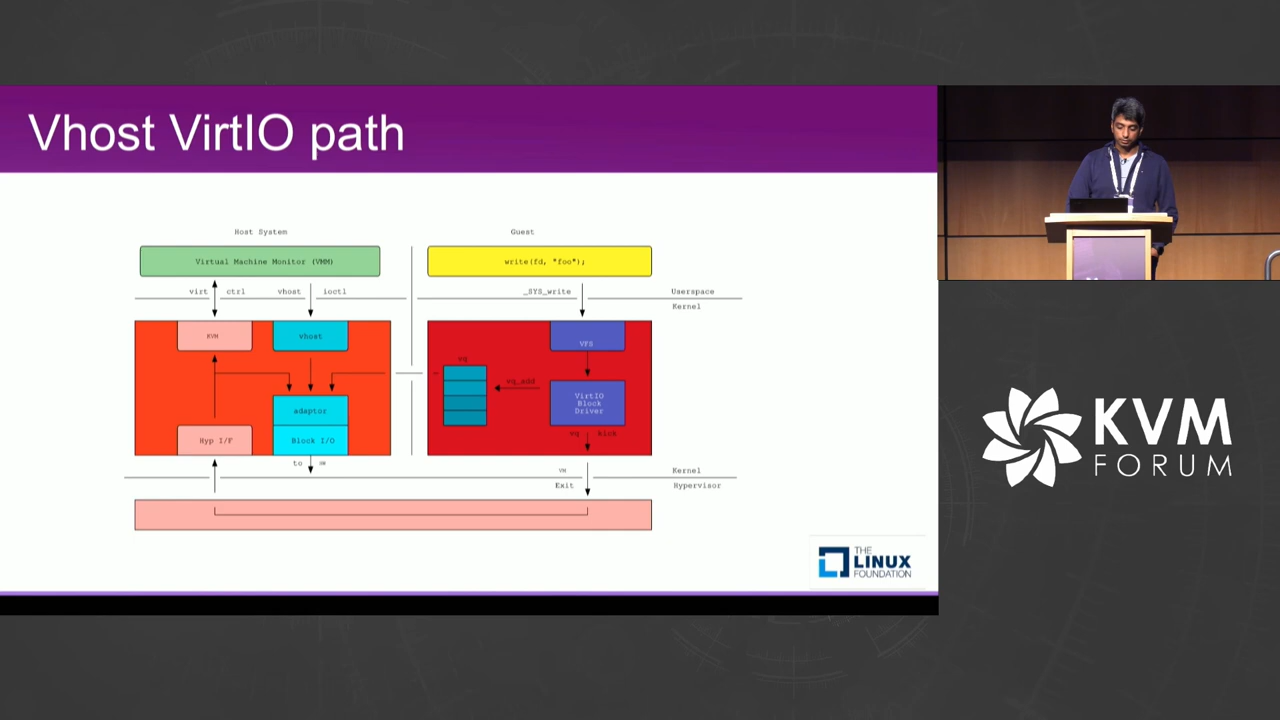 Vhost VirtIO path
Host System
Guest
Virtual Machine Monitor (VMM)
write(fd, "foo");
virt ctrl vhost ioctl
_SYS_write
Userspace
Kernel
KVM
vhost
VFS
vq
vq_add
VirtIO
Block
Driver
adaptor
Hyp I/F
Block I/O
vq kick
to hw
VM
Exit
Kernel
Hypervisor
THE
LINUX
FOUNDATION
KVM
FORUM